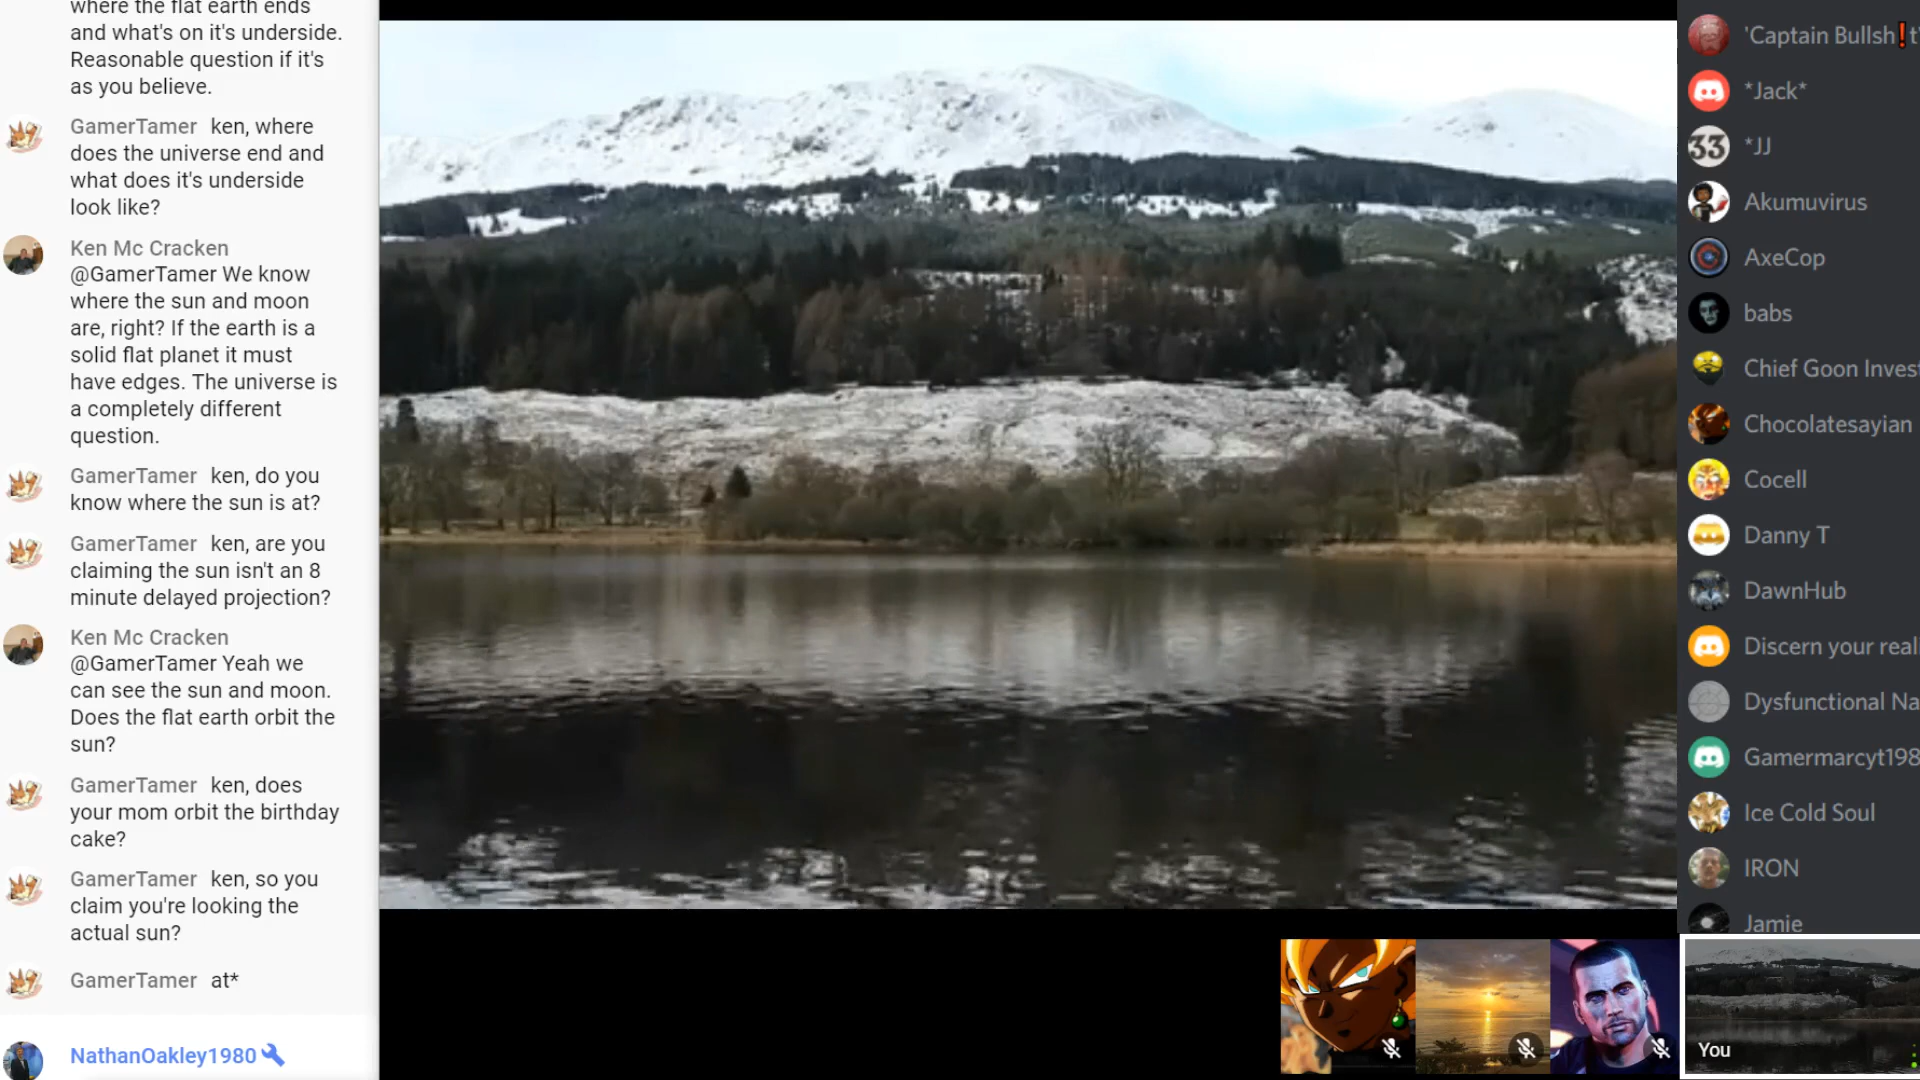 where the flat earth ends
and what's on it's underside.
Reasonable question if it's
as you believe.
GamerTamer ken, where
does the universe end and
what does it's underside
look like?
Ken Mc Cracken
@GamerTamer We know
where the sun and moon
are, right? If the earth is a
solid flat planet it must
have edges. The universe is
a completely different
question.
GamerTamer ken, do you
know where the sun is at?
GamerTamer ken, are you
claiming the sun isn't an 8
minute delayed projection?
Ken Mc Cracken
@GamerTamer Yeah we
can see the sun and moon.
Does the flat earth orbit the
sun?
GamerTamer ken, does
your mom orbit the birthday
cake?
GamerTamer ken, so you
claim you're looking the
actual sun?
GamerTamer at*
NathanOakley1980
'Captain Bullsh❗t'
*Jack*
33
*JJ
Akumuvirus
AxeCop
babs
Chief Goon Invest
Chocolatesayian
Cocell
Danny T
DawnHub
Discern your reali
Dysfunctional Na
Gamermarcyt198
Ice Cold Soul
IRON
Jamie
You